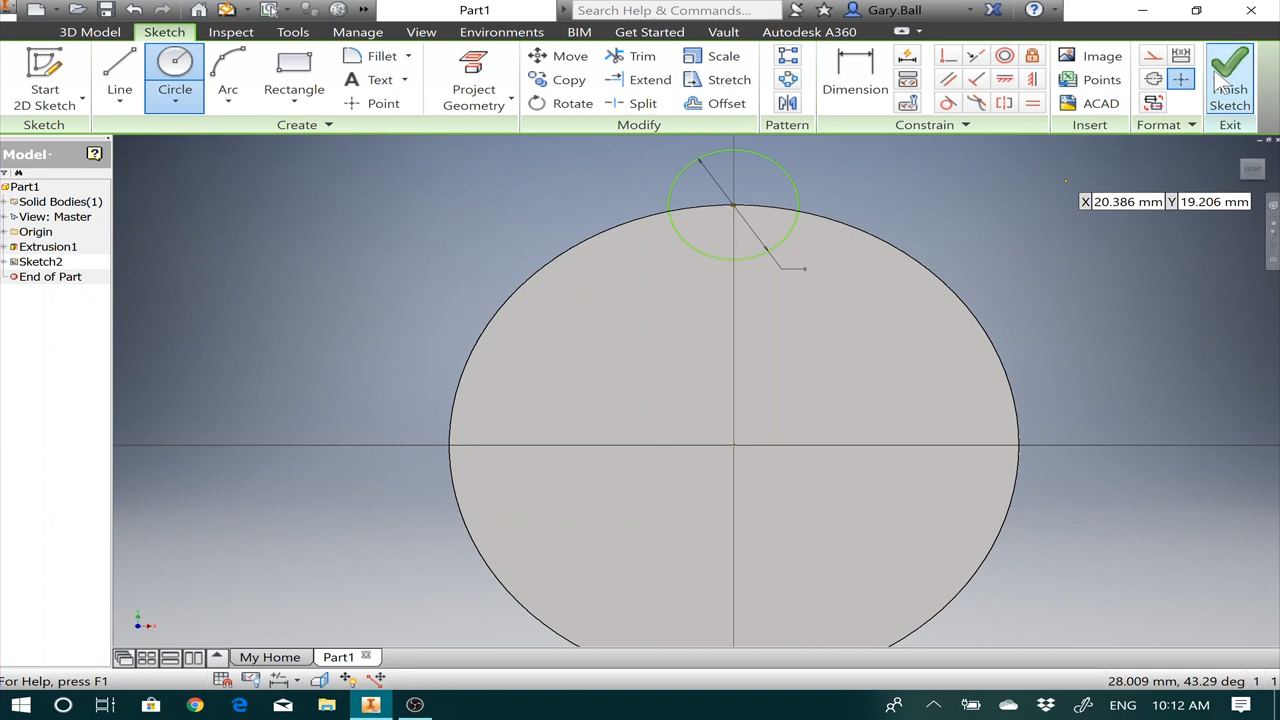 Part1
Search Help & Commands...
Gary.Ball
3D Model
Sketch
Inspect
Tools
Manage
View
Environments
BIM
Get Started
Vault
Autodesk A360
Start
2D Sketch
Line
Circle
Arc
Rectangle
Fillet
Text
Point
Project
Geometry
Move
Copy
Rotate
Trim
Extend
Split
Scale
Stretch
Offset
Dimension
Image
Points
ACAD
Finish
Sketch
Sketch
Create
Modify
Pattern
Constrain
Insert
Format
Exit
Model
Part1
Solid Bodies(1)
View: Master
Origin
Extrusion1
Sketch2
End of Part
FRONT
X 20.386 mm Y 19.206 mm
My Home
Part1
For Help, press F1
28.009 mm, 43.29 deg 1 1
ENG 10:12 AM